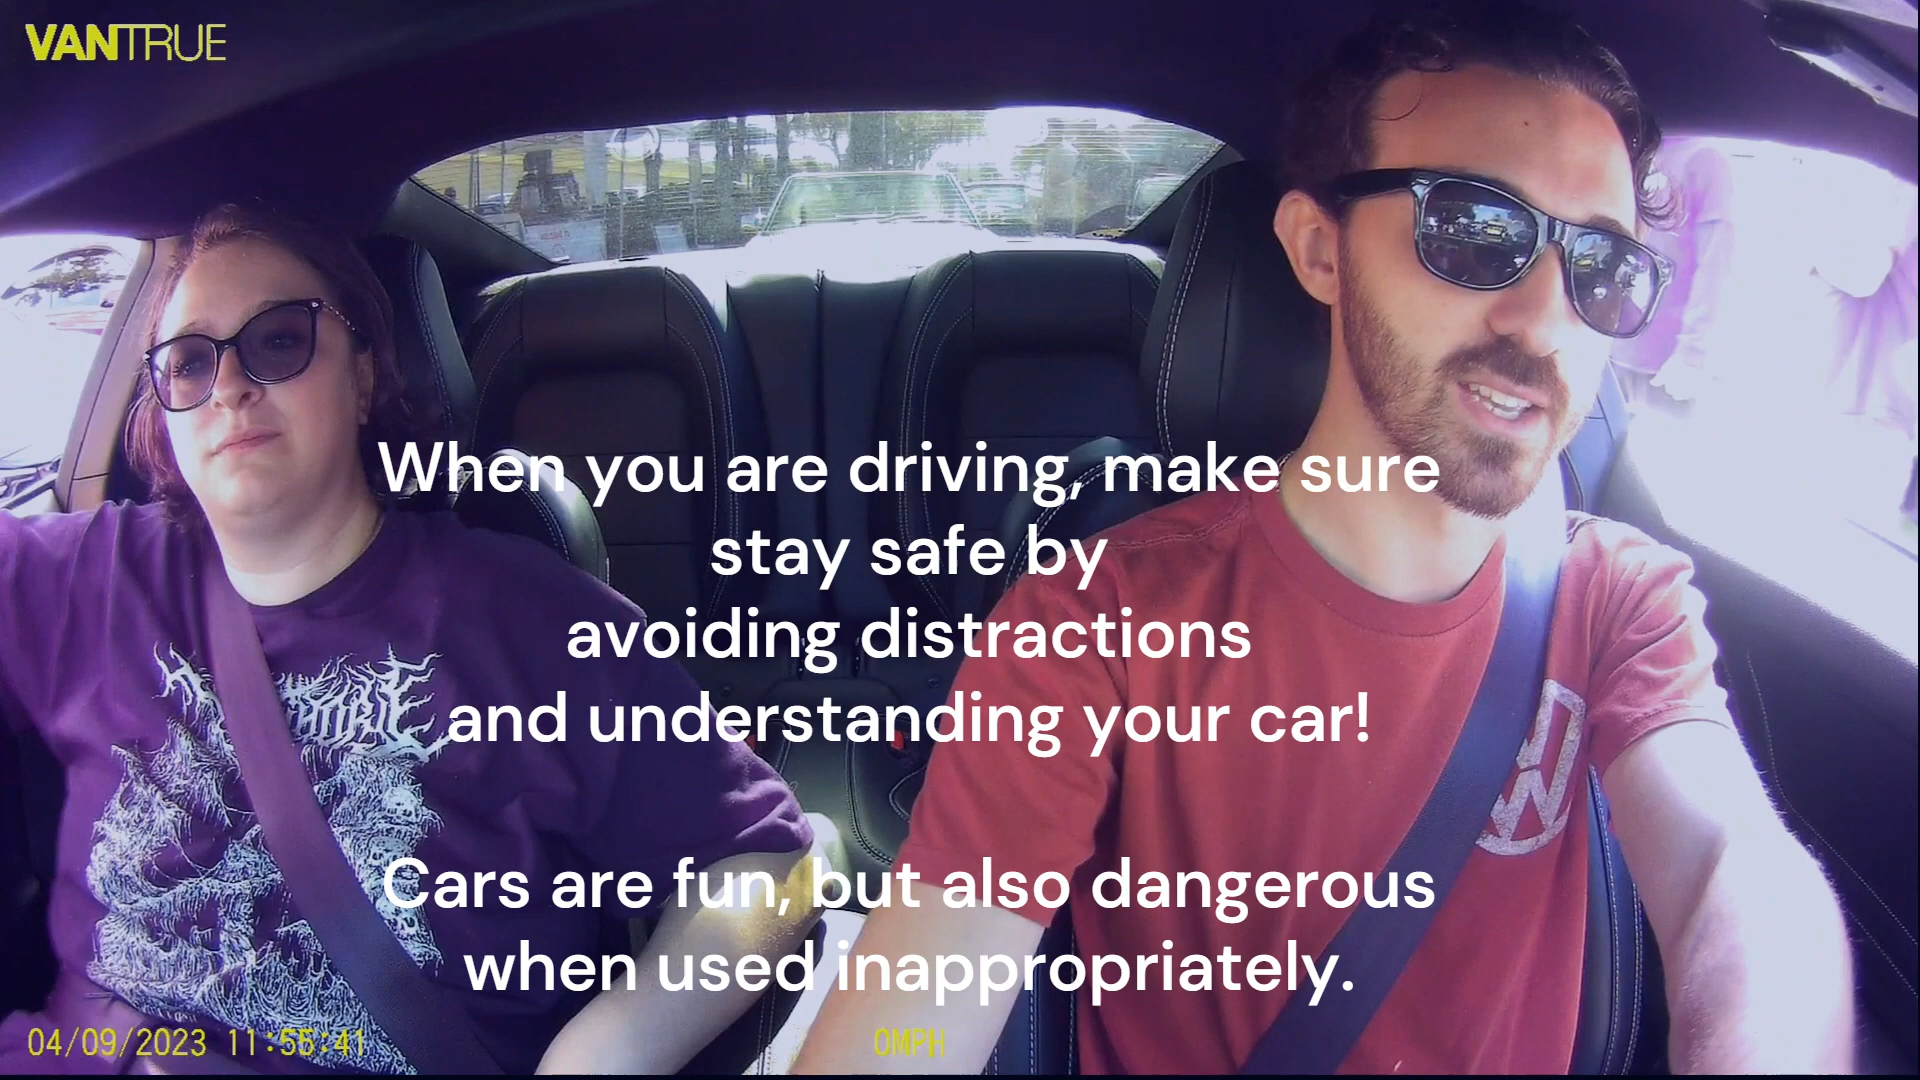 VANTRUE
When you are driving, make sure
stay safe by
avoiding distractions
and understanding your car!
Cars are fun, but also dangerous
when used inappropriately.
04/09/2023 11:55:41
0MPH